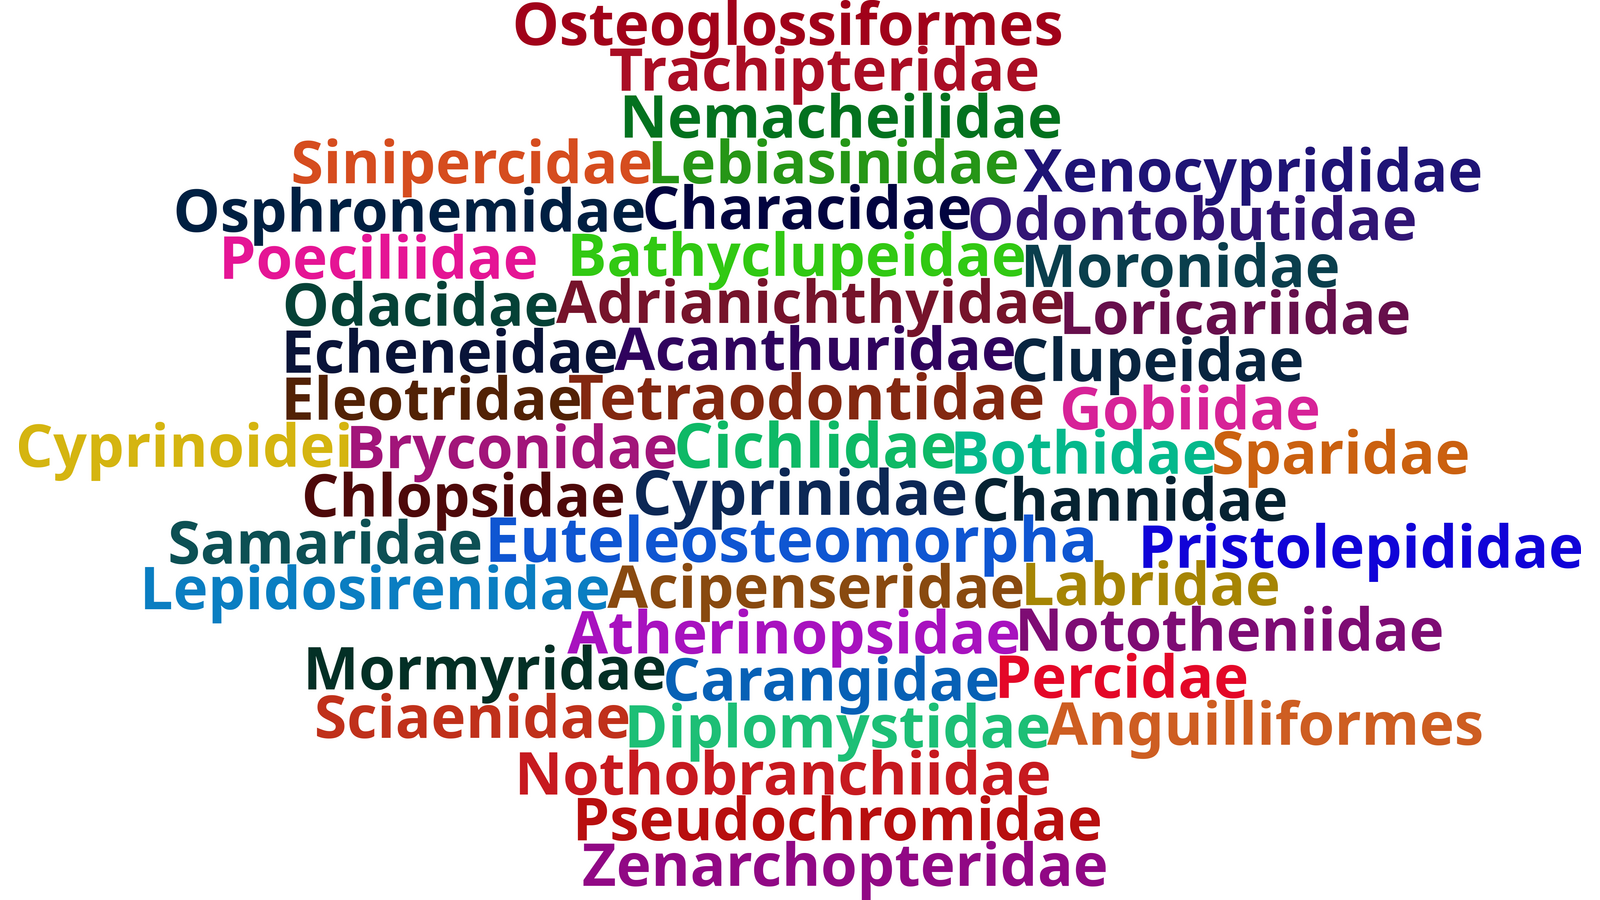 Osteoglossiformes
Trachipteridae
Nemacheilidae
Sinipercidae Lebiasinidae Xenocyprididae
Osphronemidae Characidae Odontobutidae
Poeciliidae Bathyclupeidae Moronidae
Odacidae Adrianichthyidae Loricariidae
Echeneidae Acanthuridae Clupeidae
Eleotridae Tetraodontidae Gobiidae
Cyprinoidei Bryconidae Cichlidae Bothidae Sparidae
Chlopsidae Cyprinidae Channidae
Samaridae Euteleosteomorpha Pristolepididae
Lepidosirenidae Acipenseridae Labridae
Atherinopsidae Nototheniidae
Mormyridae Carangidae Percidae
Sciaenidae Diplomystidae Anguilliformes
Nothobranchiidae
Pseudochromidae
Zenarchopteridae